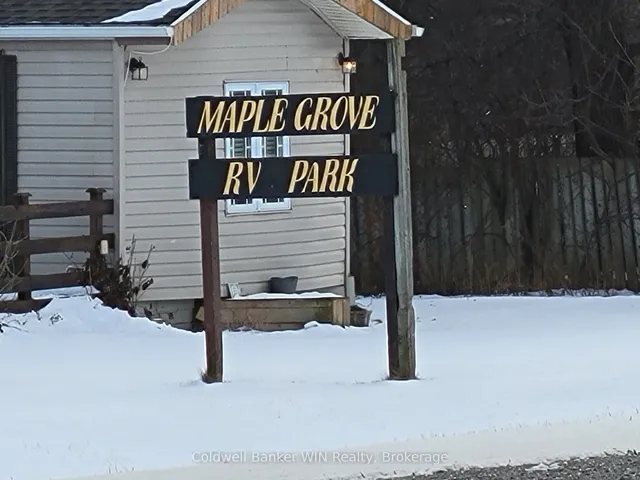 MAPLE GROVE
RV PARK
Coldwell Banker WIN Realty, Brokerage